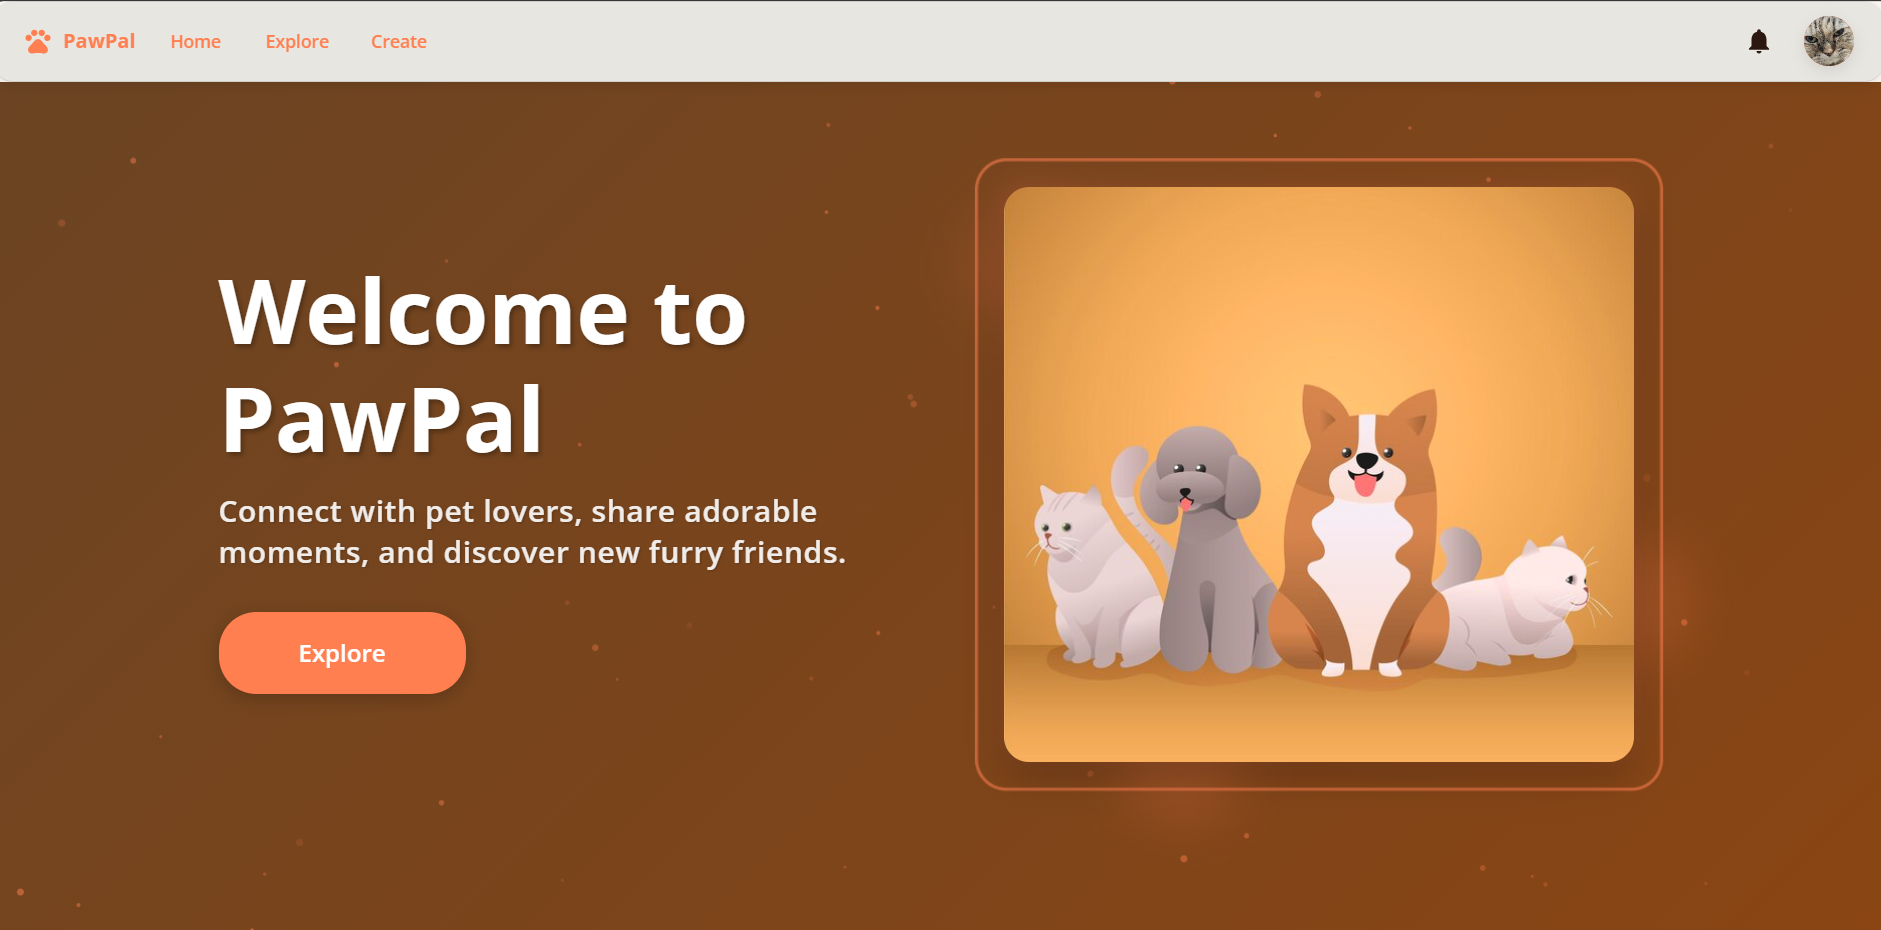 PawPal Home Explore Create
Welcome to
PawPal
Connect with pet lovers, share adorable
moments, and discover new furry friends.
Explore